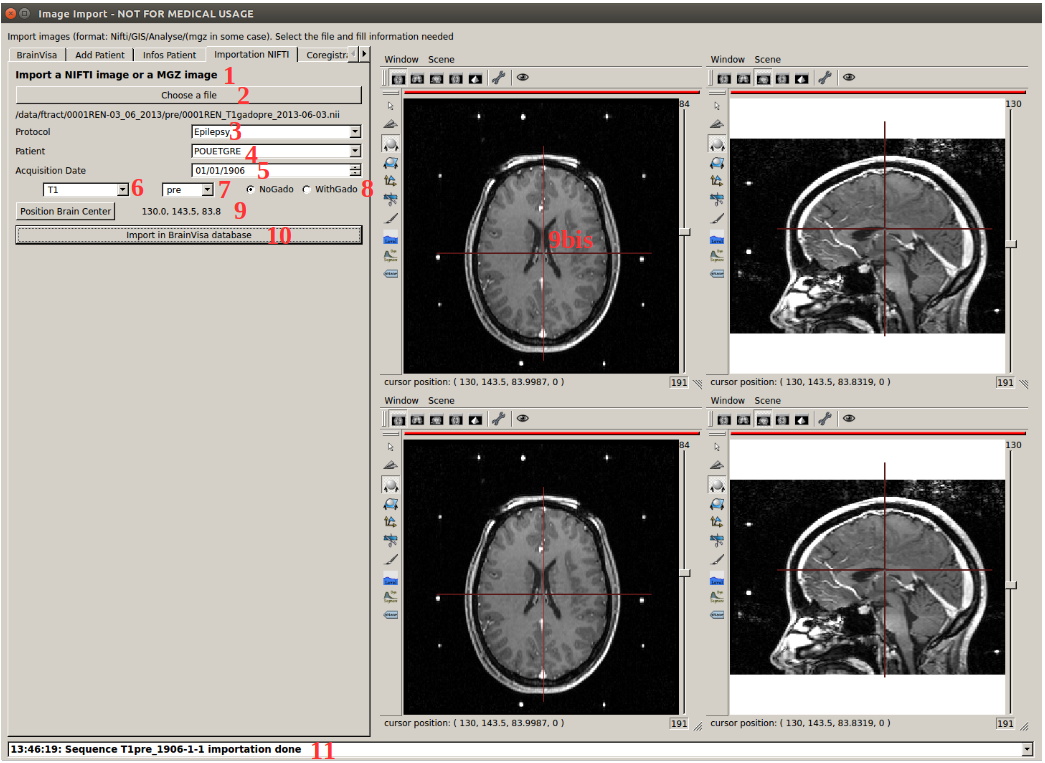 Image Import - NOT FOR MEDICAL USAGE
Import images (format: Nifti/GIS/Analyse/(mgz in some case). Select the file and fill information needed
BrainVisa Add Patient Infos Patient Importation NIFTI Coregistra
Import a NIFTI image or a MGZ image 1
Choose a file 2
/data/ftract/0001REN-03_06_2013/pre/0001REN_T1gadopre_2013-06-03.nii
Protocol Epilepsy 3
Patient POUETGRE 4
Acquisition Date 01/01/1906 5
T1 6 pre 7 NoGado WithGado 8
Position Brain Center 130.0, 143.5, 83.8 9
Import in BrainVisa database 10
Window Scene
84
9bis
cursor position: ( 130, 143.5, 83.9987, 0 ) 191
Window Scene
130
cursor position: ( 130, 143.5, 83.8319, 0 ) 191
Window Scene
84
cursor position: ( 130, 143.5, 83.9987, 0 ) 191
Window Scene
130
cursor position: ( 130, 143.5, 83.8319, 0 ) 191
13:46:19: Sequence T1pre_1906-1-1 importation done 11